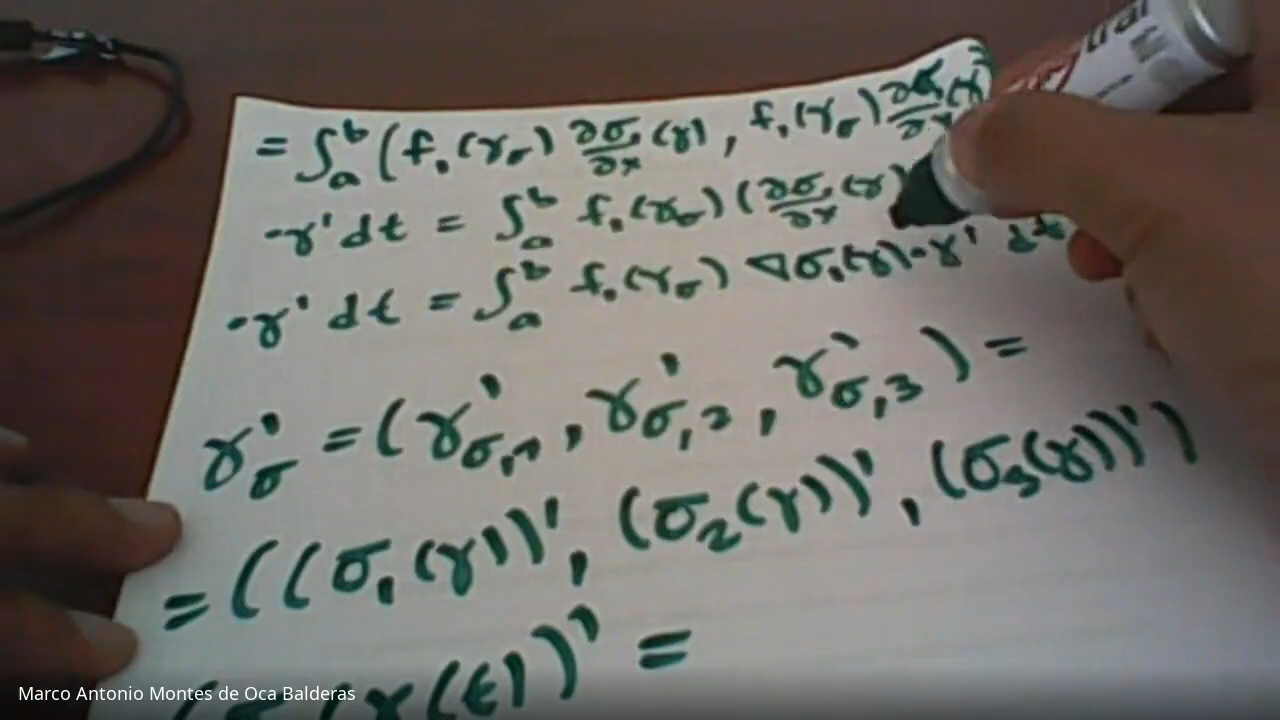 = ∫ₐᵇ (f₁(γσ) ∂σ₁/∂x (γ), f₁(γσ) ∂σ₁
·γ' dt = ∫ₐᵇ f₁(γσ) (∂σ₁/∂x (γ)
·γ' dt = ∫ₐᵇ f₁(γσ) ∇σ₁(γ)·γ' dt
γ'σ = (γ'σ,1, γ'σ,2, γ'σ,3) =
= ((σ₁(γ))', (σ₂(γ))', (σ₃(γ))')
(γ(t))' =
Marco Antonio Montes de Oca Balderas